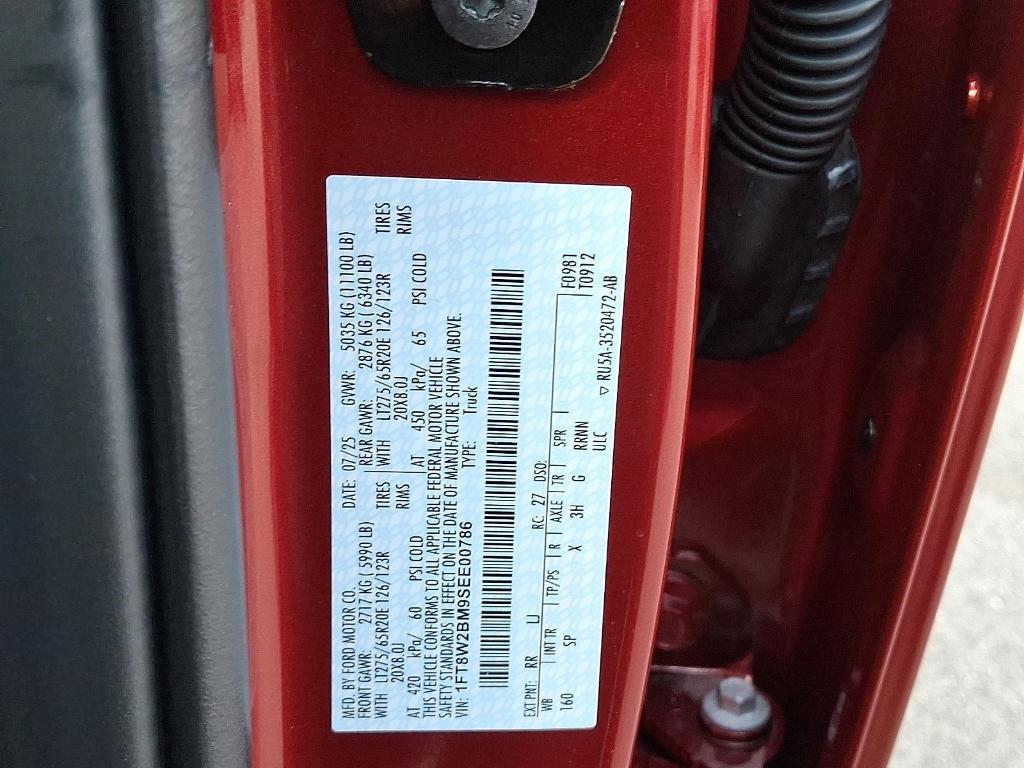 MFD. BY FORD MOTOR CO. DATE: 07/25 GVWR: 5035 KG (11100 LB)
FRONT GAWR: 2717 KG (5990 LB) REAR GAWR: 2876 KG (6340 LB)
WITH LT275/65R20E 126/123R TIRES WITH LT275/65R20E 126/123R TIRES
20X8.0J RIMS 20X8.0J RIMS
AT 420 kPa/ 60 PSI COLD AT 450 kPa/ 65 PSI COLD
THIS VEHICLE CONFORMS TO ALL APPLICABLE FEDERAL MOTOR VEHICLE
SAFETY STANDARDS IN EFFECT ON THE DATE OF MANUFACTURE SHOWN ABOVE.
VIN: 1FT8W2BM9SEE00786 TYPE: Truck
EXT PNT: RR LJ RC: 27 DSO: F0981
WB INT TR TP/PS R AXLE TR SPR T0912
160 SP X 3H G RRNN
ULC
▽ RU5A-3520472-AB